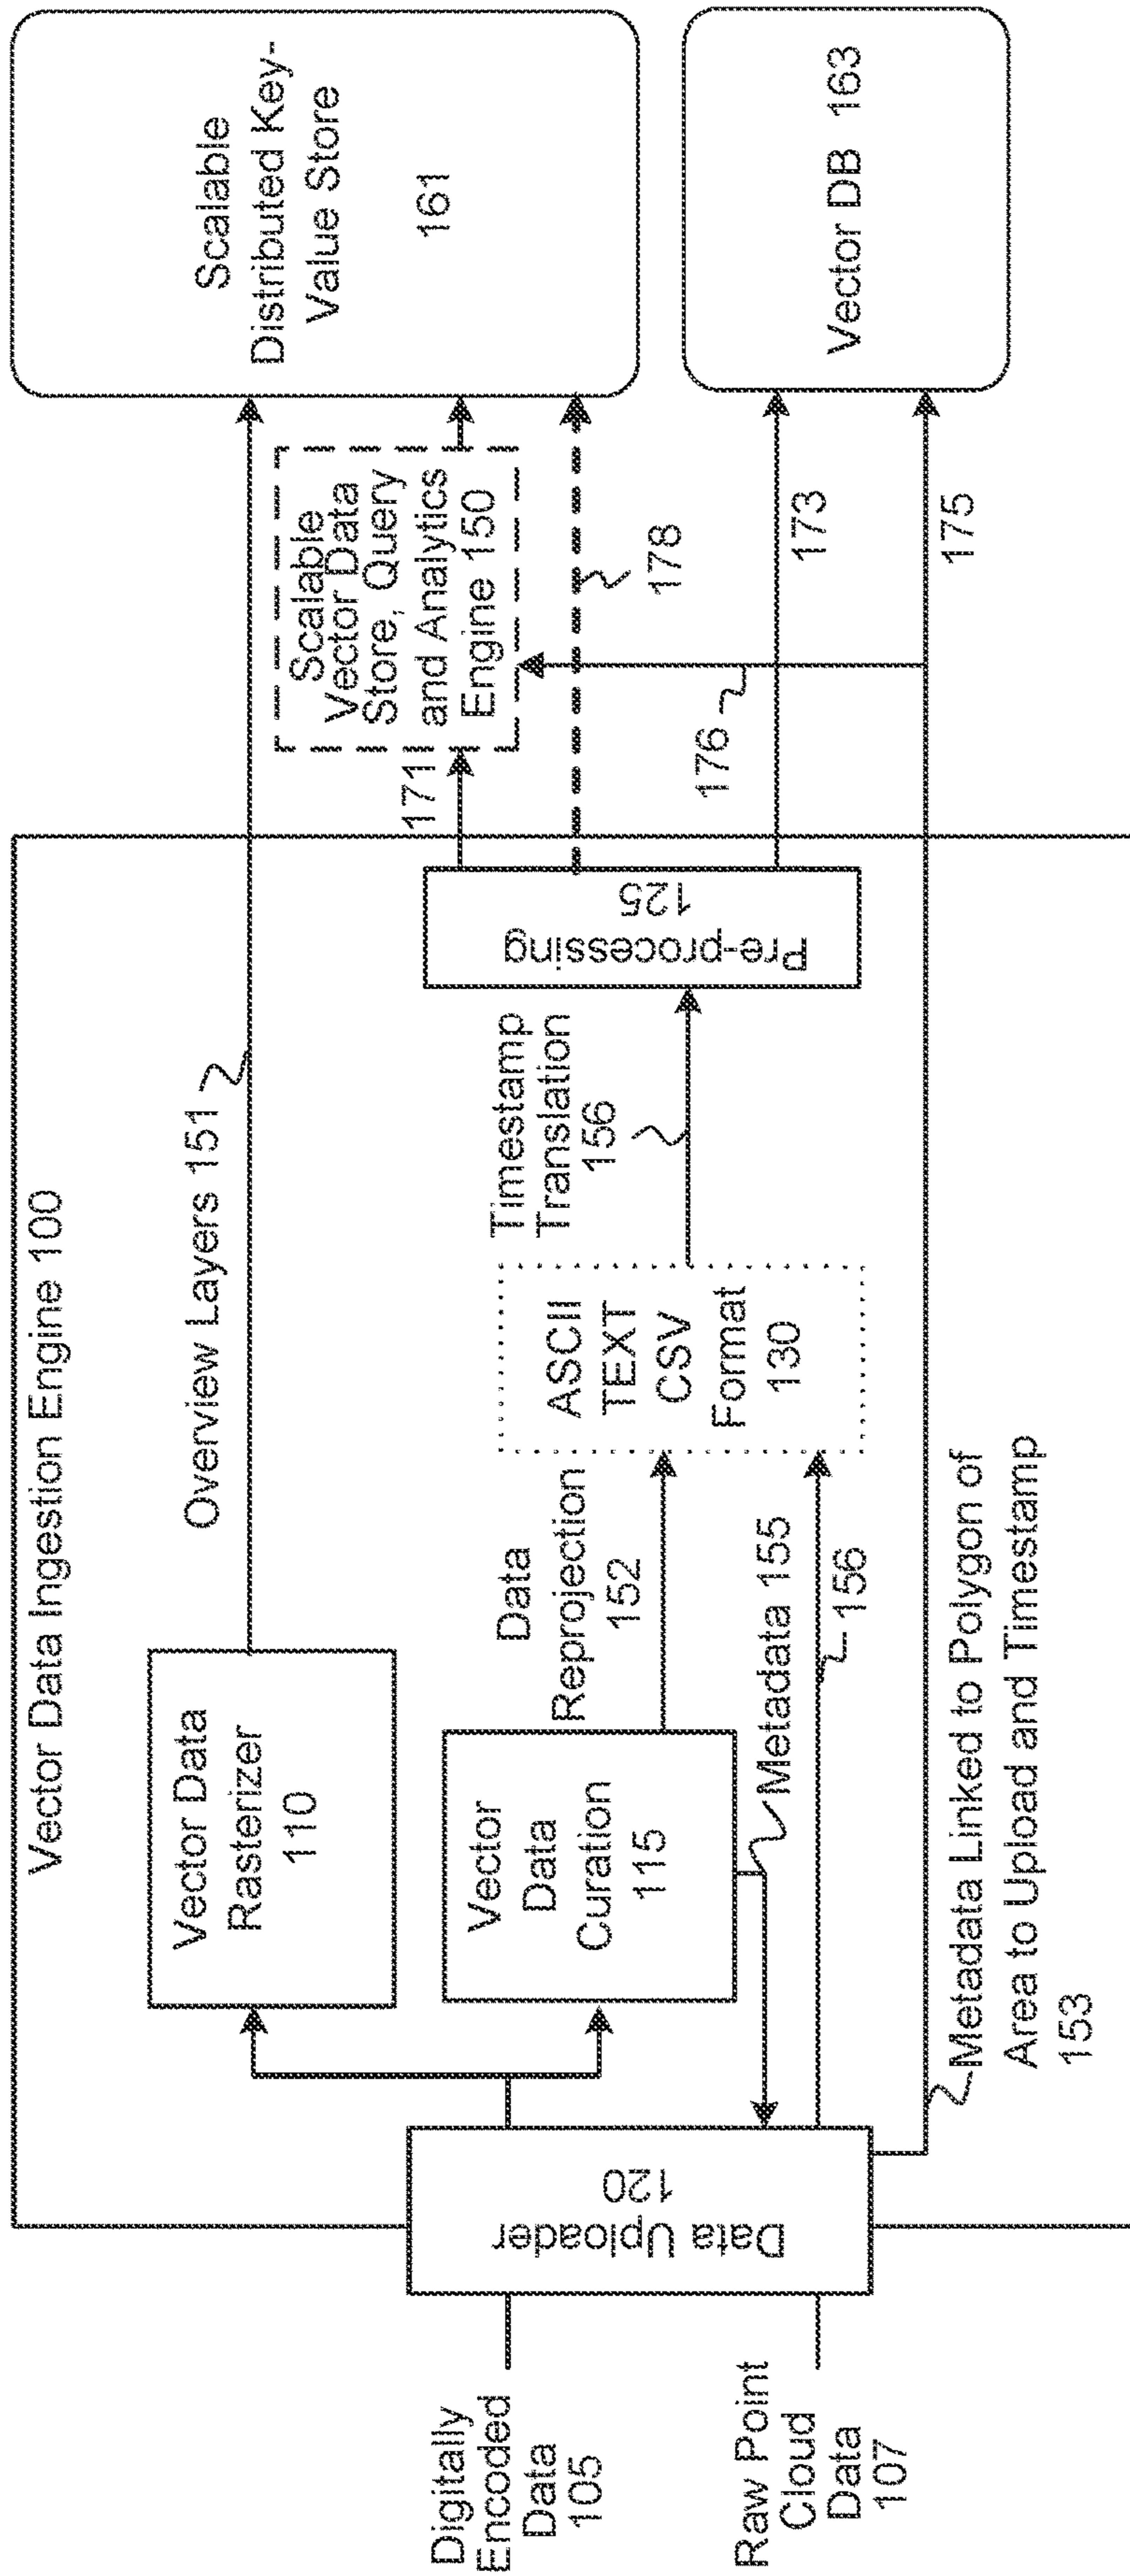 Vector Data Ingestion Engine 100
Digitally
Encoded
Data
105
Raw Point
Cloud
Data
107
Data Uploader
120
Vector Data
Rasterizer
110
Vector
Data
Curation
115
Overview Layers 151
Data
Reprojection
152
Metadata 155
156
Metadata Linked to Polygon of
Area to Upload and Timestamp
153
ASCII
TEXT
CSV
Format
130
Timestamp
Translation
156
Pre-processing
125
171
Scalable
Vector Data
Store, Query
and Analytics
Engine 150
178
176
173
175
Scalable
Distributed Key-
Value Store
161
Vector DB 163